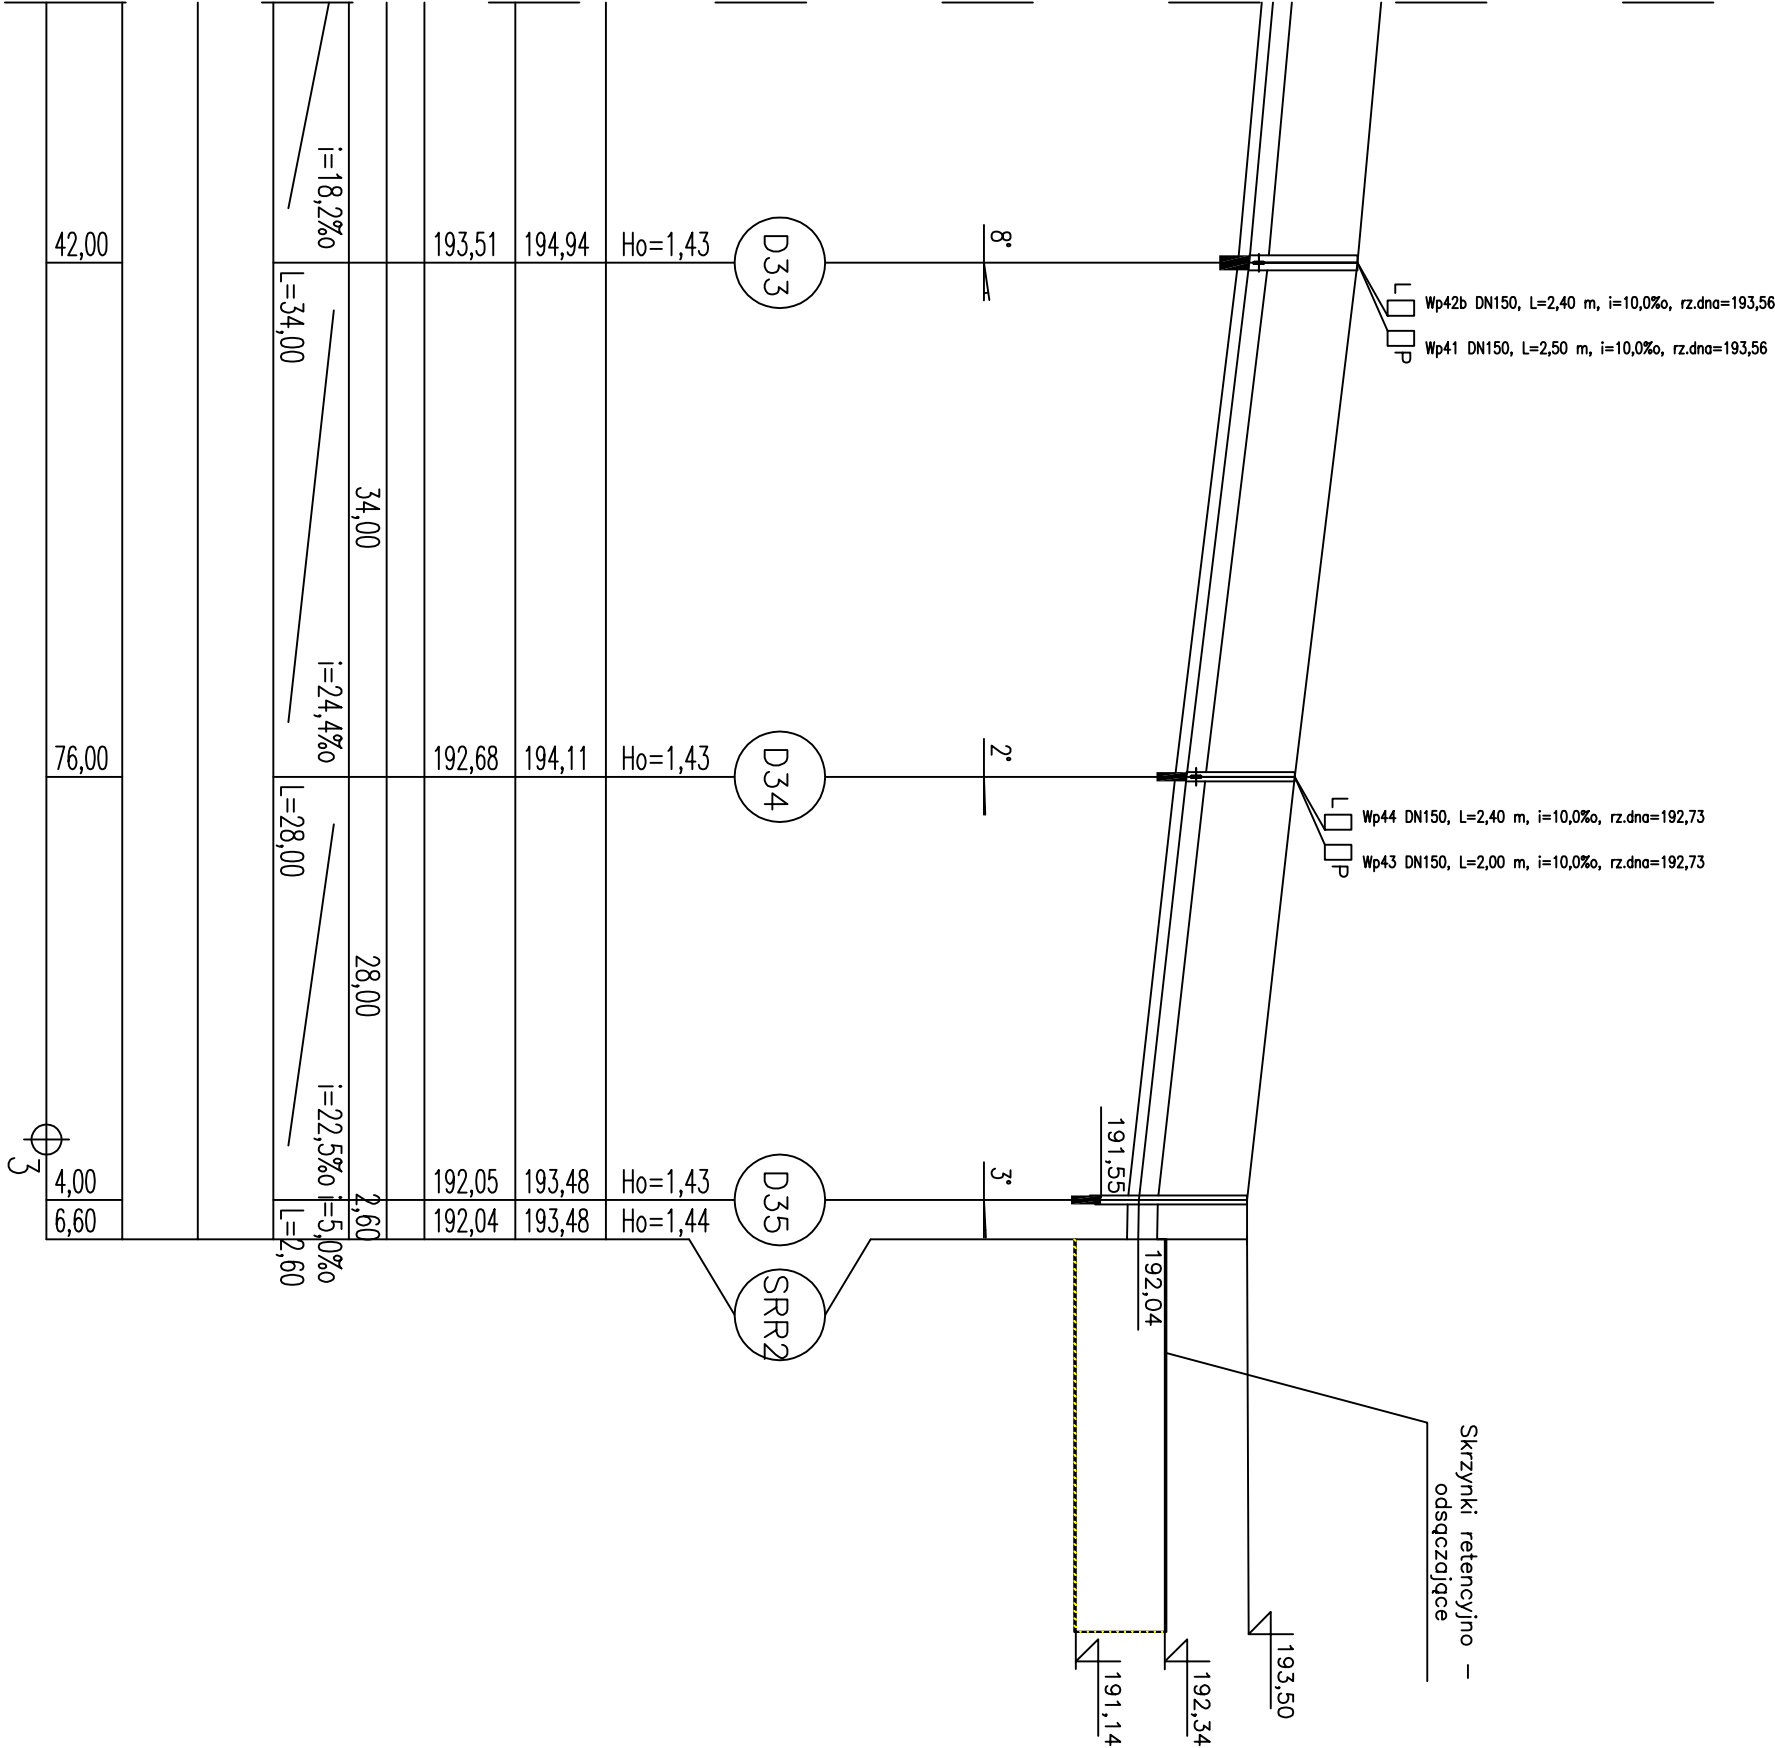 i=18,2‰
42,00
193,51
194,94
Ho=1,43
D33
8°
L=34,00
L
Wp42b DN150, L=2,40 m, i=10,0‰, rz.dna=193,56
P
Wp41 DN150, L=2,50 m, i=10,0‰, rz.dna=193,56
34,00
i=24,4‰
76,00
192,68
194,11
Ho=1,43
D34
2°
L=28,00
L
Wp44 DN150, L=2,40 m, i=10,0‰, rz.dna=192,73
P
Wp43 DN150, L=2,00 m, i=10,0‰, rz.dna=192,73
28,00
i=22,5‰
3
4,00
192,05
193,48
Ho=1,43
D35
3°
191,55
6,60
L=2,60
i=5,0‰
2,60
192,04
193,48
Ho=1,44
SRR2
192,04
Skrzynki retencyjno –
odsączające
193,50
192,34
191,14